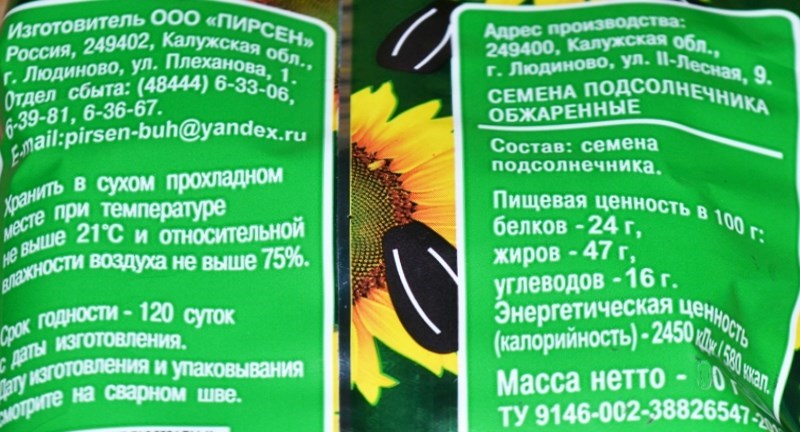 Изготовитель ООО «ПИРСЕН»
Россия, 249402, Калужская обл.,
г. Людиново, ул. Плеханова, 1.
Отдел сбыта: (48444) 6-33-06,
6-39-81, 6-36-67.
E-mail:pirsen-buh@yandex.ru
Хранить в сухом прохладном
месте при температуре
не выше 21°С и относительной
влажности воздуха не выше 75%.
Срок годности - 120 суток
с даты изготовления.
Дату изготовления и упаковывания
смотрите на сварном шве.
Адрес производства:
249400, Калужская обл.,
г. Людиново, ул. II-Лесная, 9.
СЕМЕНА ПОДСОЛНЕЧНИКА
ОБЖАРЕННЫЕ
Состав: семена
подсолнечника.
Пищевая ценность в 100 г:
белков - 24 г,
жиров - 47 г,
углеводов - 16 г.
Энергетическая ценность
(калорийность) - 2450 кДж / 580 ккал.
Масса нетто -
ТУ 9146-002-38826547-